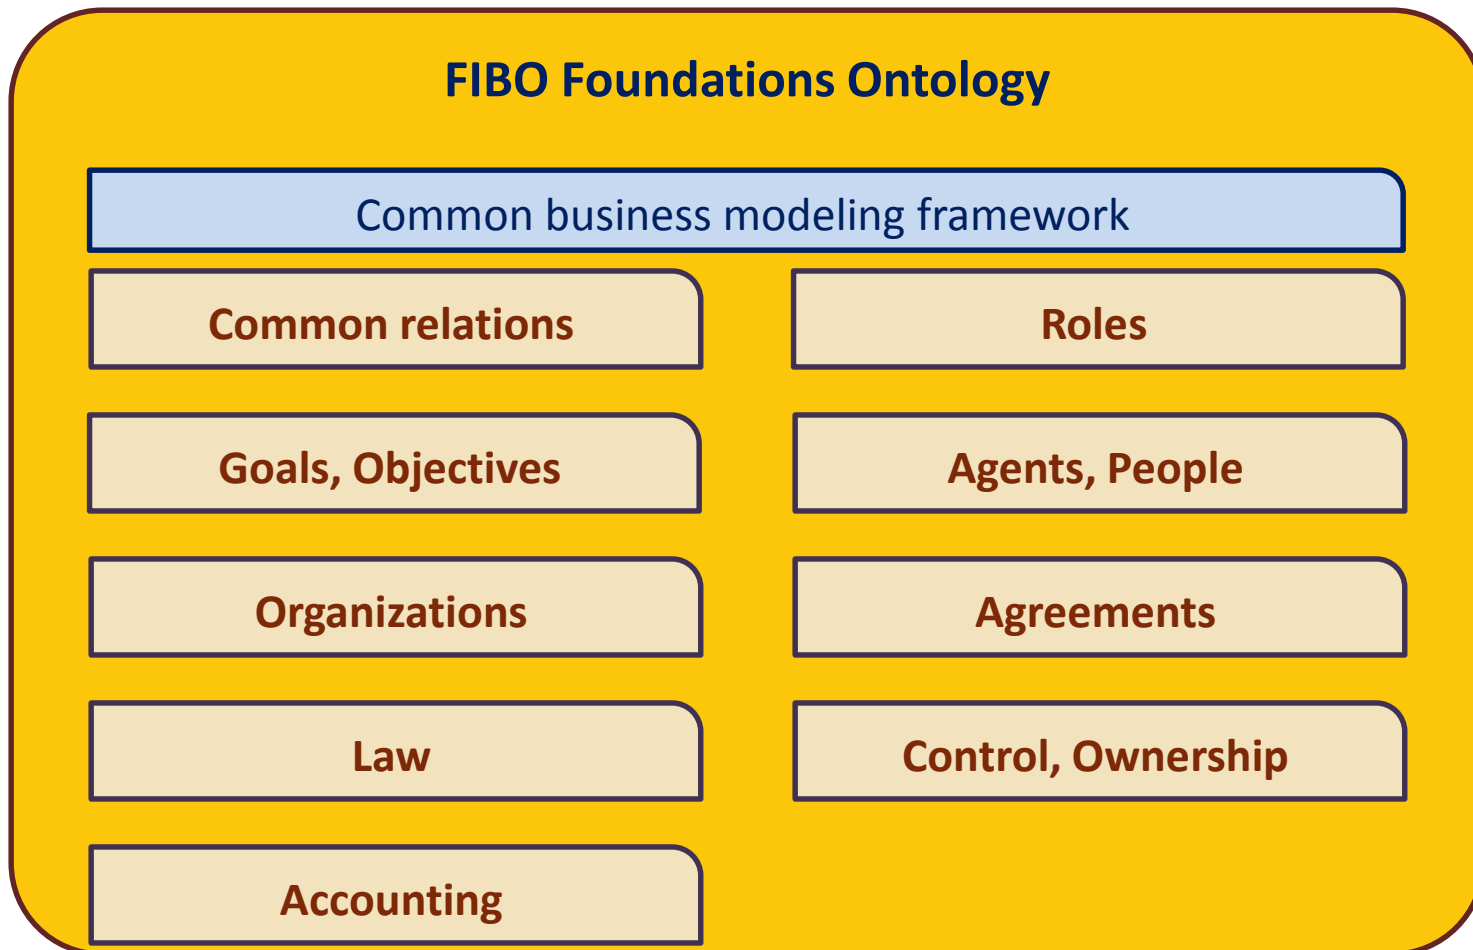 FIBO Foundations Ontology
Common business modeling framework
Common relations
Roles
Goals, Objectives
Agents, People
Organizations
Agreements
Law
Control, Ownership
Accounting